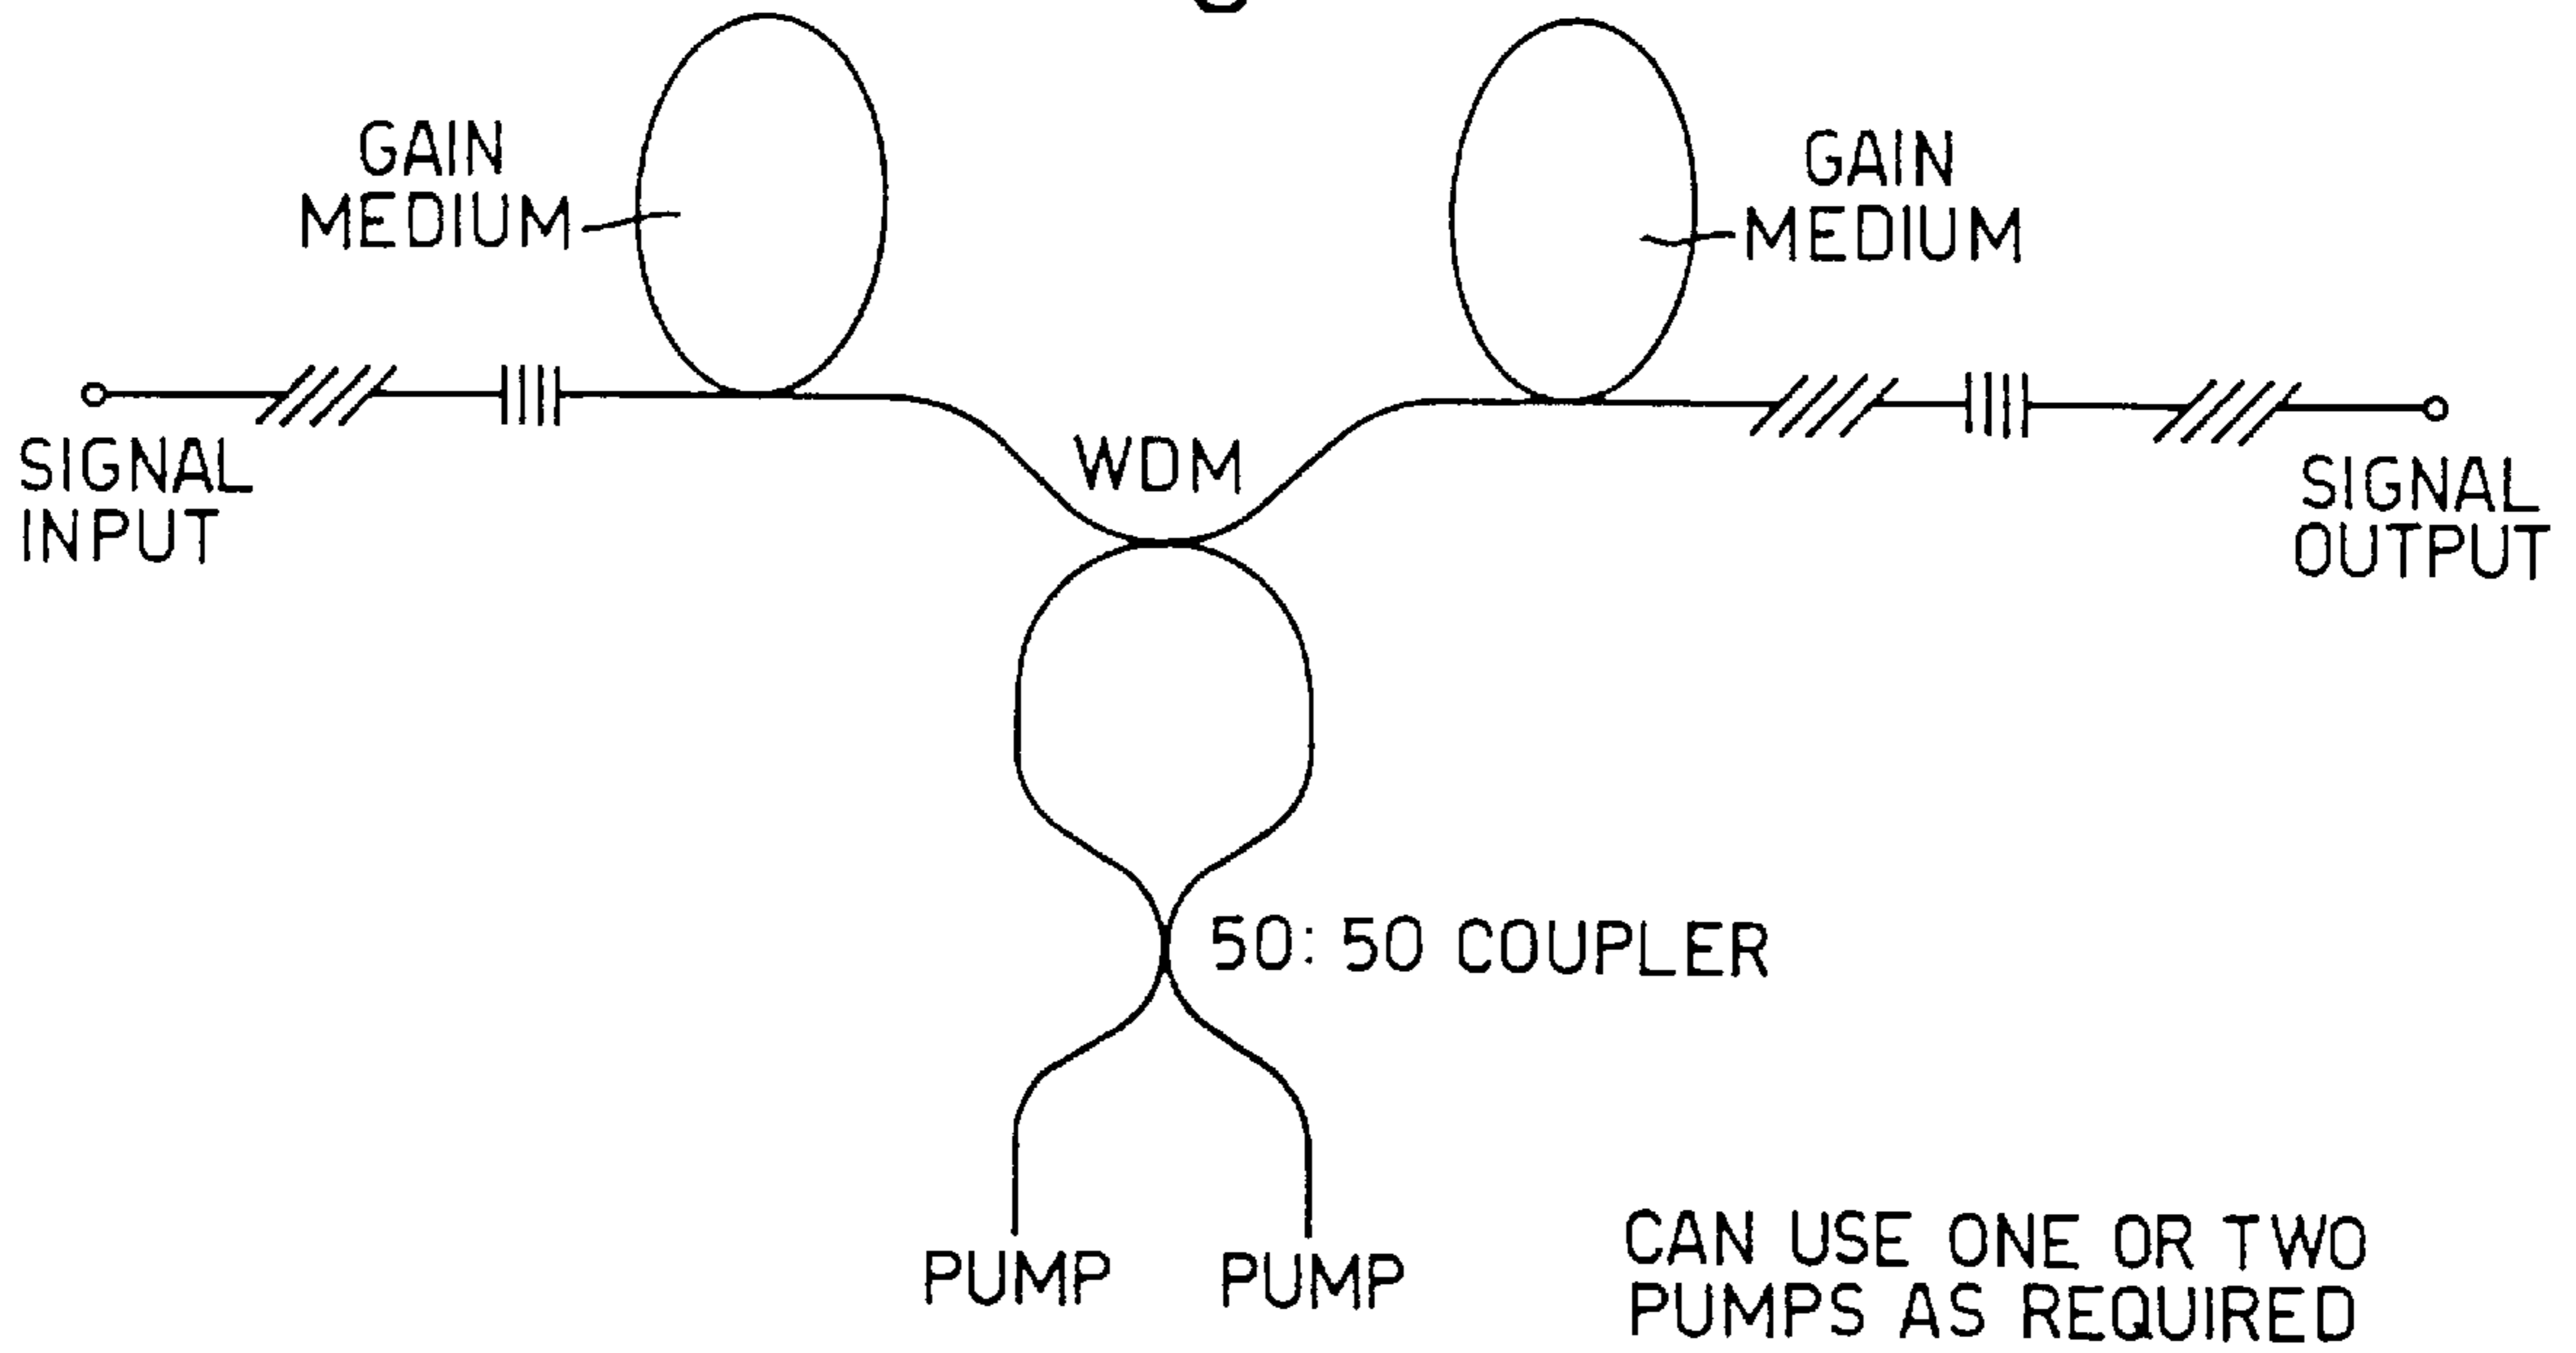 GAIN
MEDIUM
GAIN
MEDIUM
SIGNAL
INPUT
WDM
SIGNAL
OUTPUT
50:50 COUPLER
PUMP
PUMP
CAN USE ONE OR TWO
PUMPS AS REQUIRED